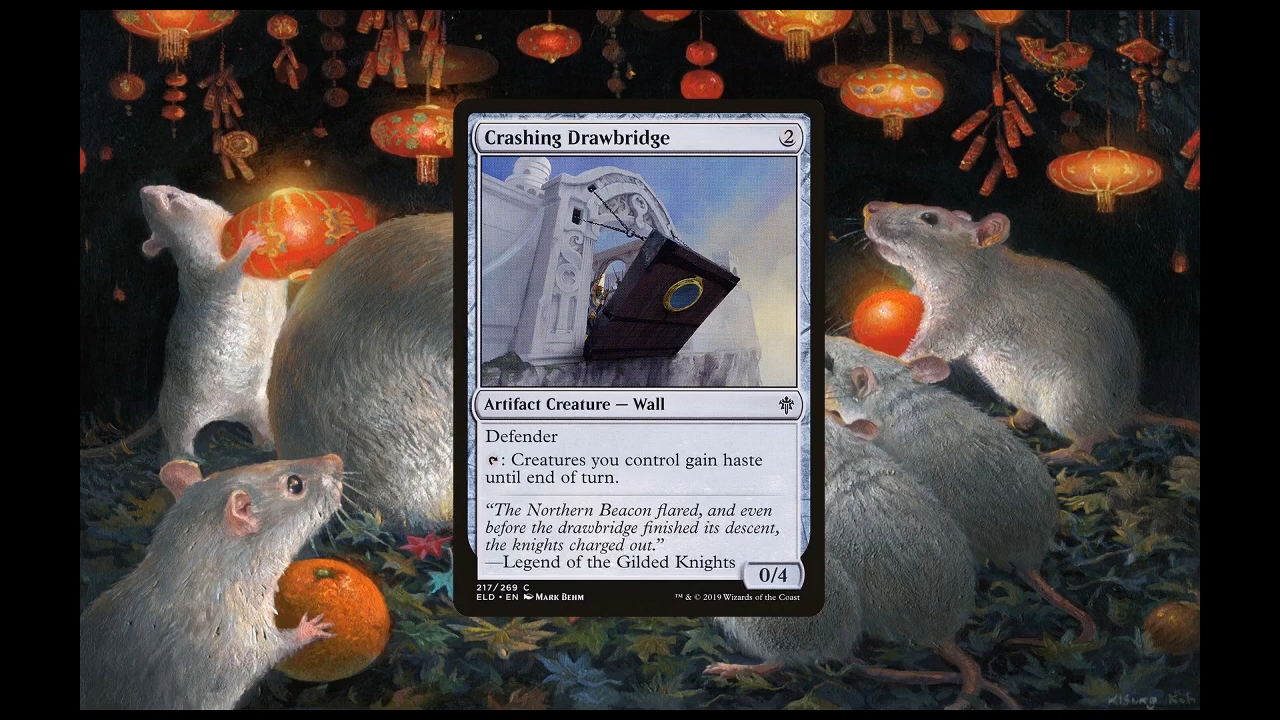 Crashing Drawbridge 2
Artifact Creature — Wall
Defender
: Creatures you control gain haste
until end of turn.
“The Northern Beacon flared, and even
before the drawbridge finished its descent,
the knights charged out.”
—Legend of the Gilded Knights
0/4
217/269 C
ELD • EN Mark Behm
™ & © 2019 Wizards of the Coast